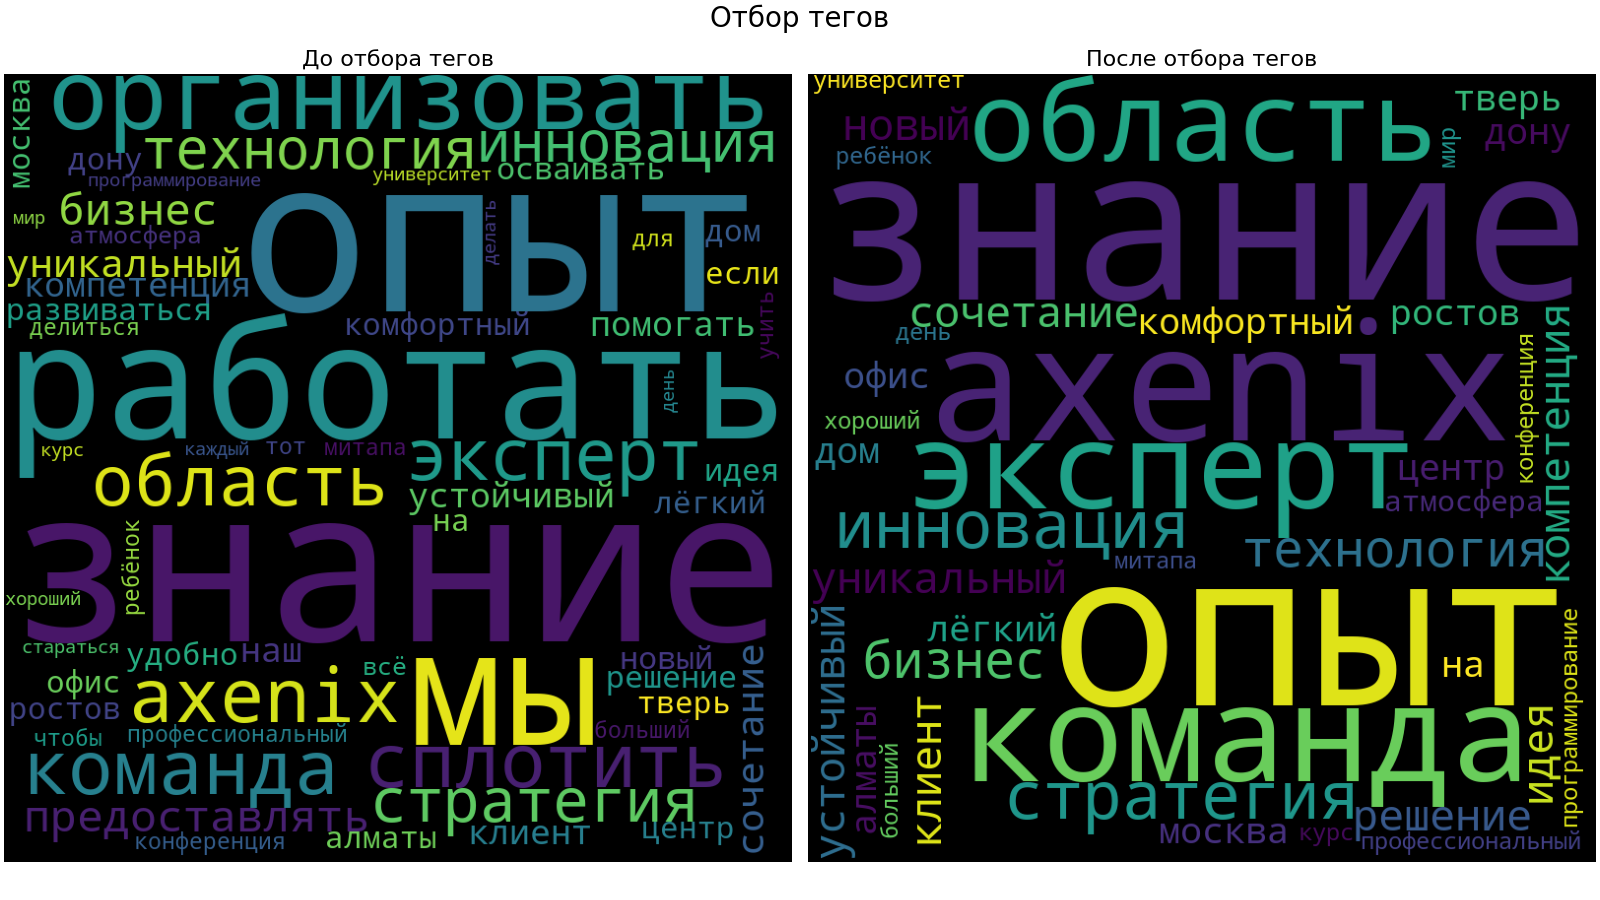 Отбор тегов
До отбора тегов
москва
организовать
технология
инновация
дону
программирование
университет
осваивать
мир
бизнес
атмосфера
опыт
делать
для
дом
уникальный
компетенция
если
развиваться
делиться
комфортный
помогать
учить
работать
день
курс
каждый
тот
митапа
эксперт
идея
область
устойчивый
лёгкий
на
знание
ребёнок
хороший
стараться
удобно
наш
всё
мы
новый
решение
офис
ростов
axenix
тверь
больший
чтобы
профессиональный
сочетание
команда
сплотить
стратегия
предоставлять
конференция
алматы
клиент
центр
После отбора тегов
университет
новый
ребёнок
область
мир
тверь
дону
знание
сочетание
день
комфортный
ростов
axenix
офис
конференция
компетенция
хороший
дом
эксперт
центр
атмосфера
инновация
митапа
технология
уникальный
опыт
устойчивый
лёгкий
бизнес
на
программирование
алматы
больший
клиент
команда
идея
стратегия
решение
москва
курс
профессиональный